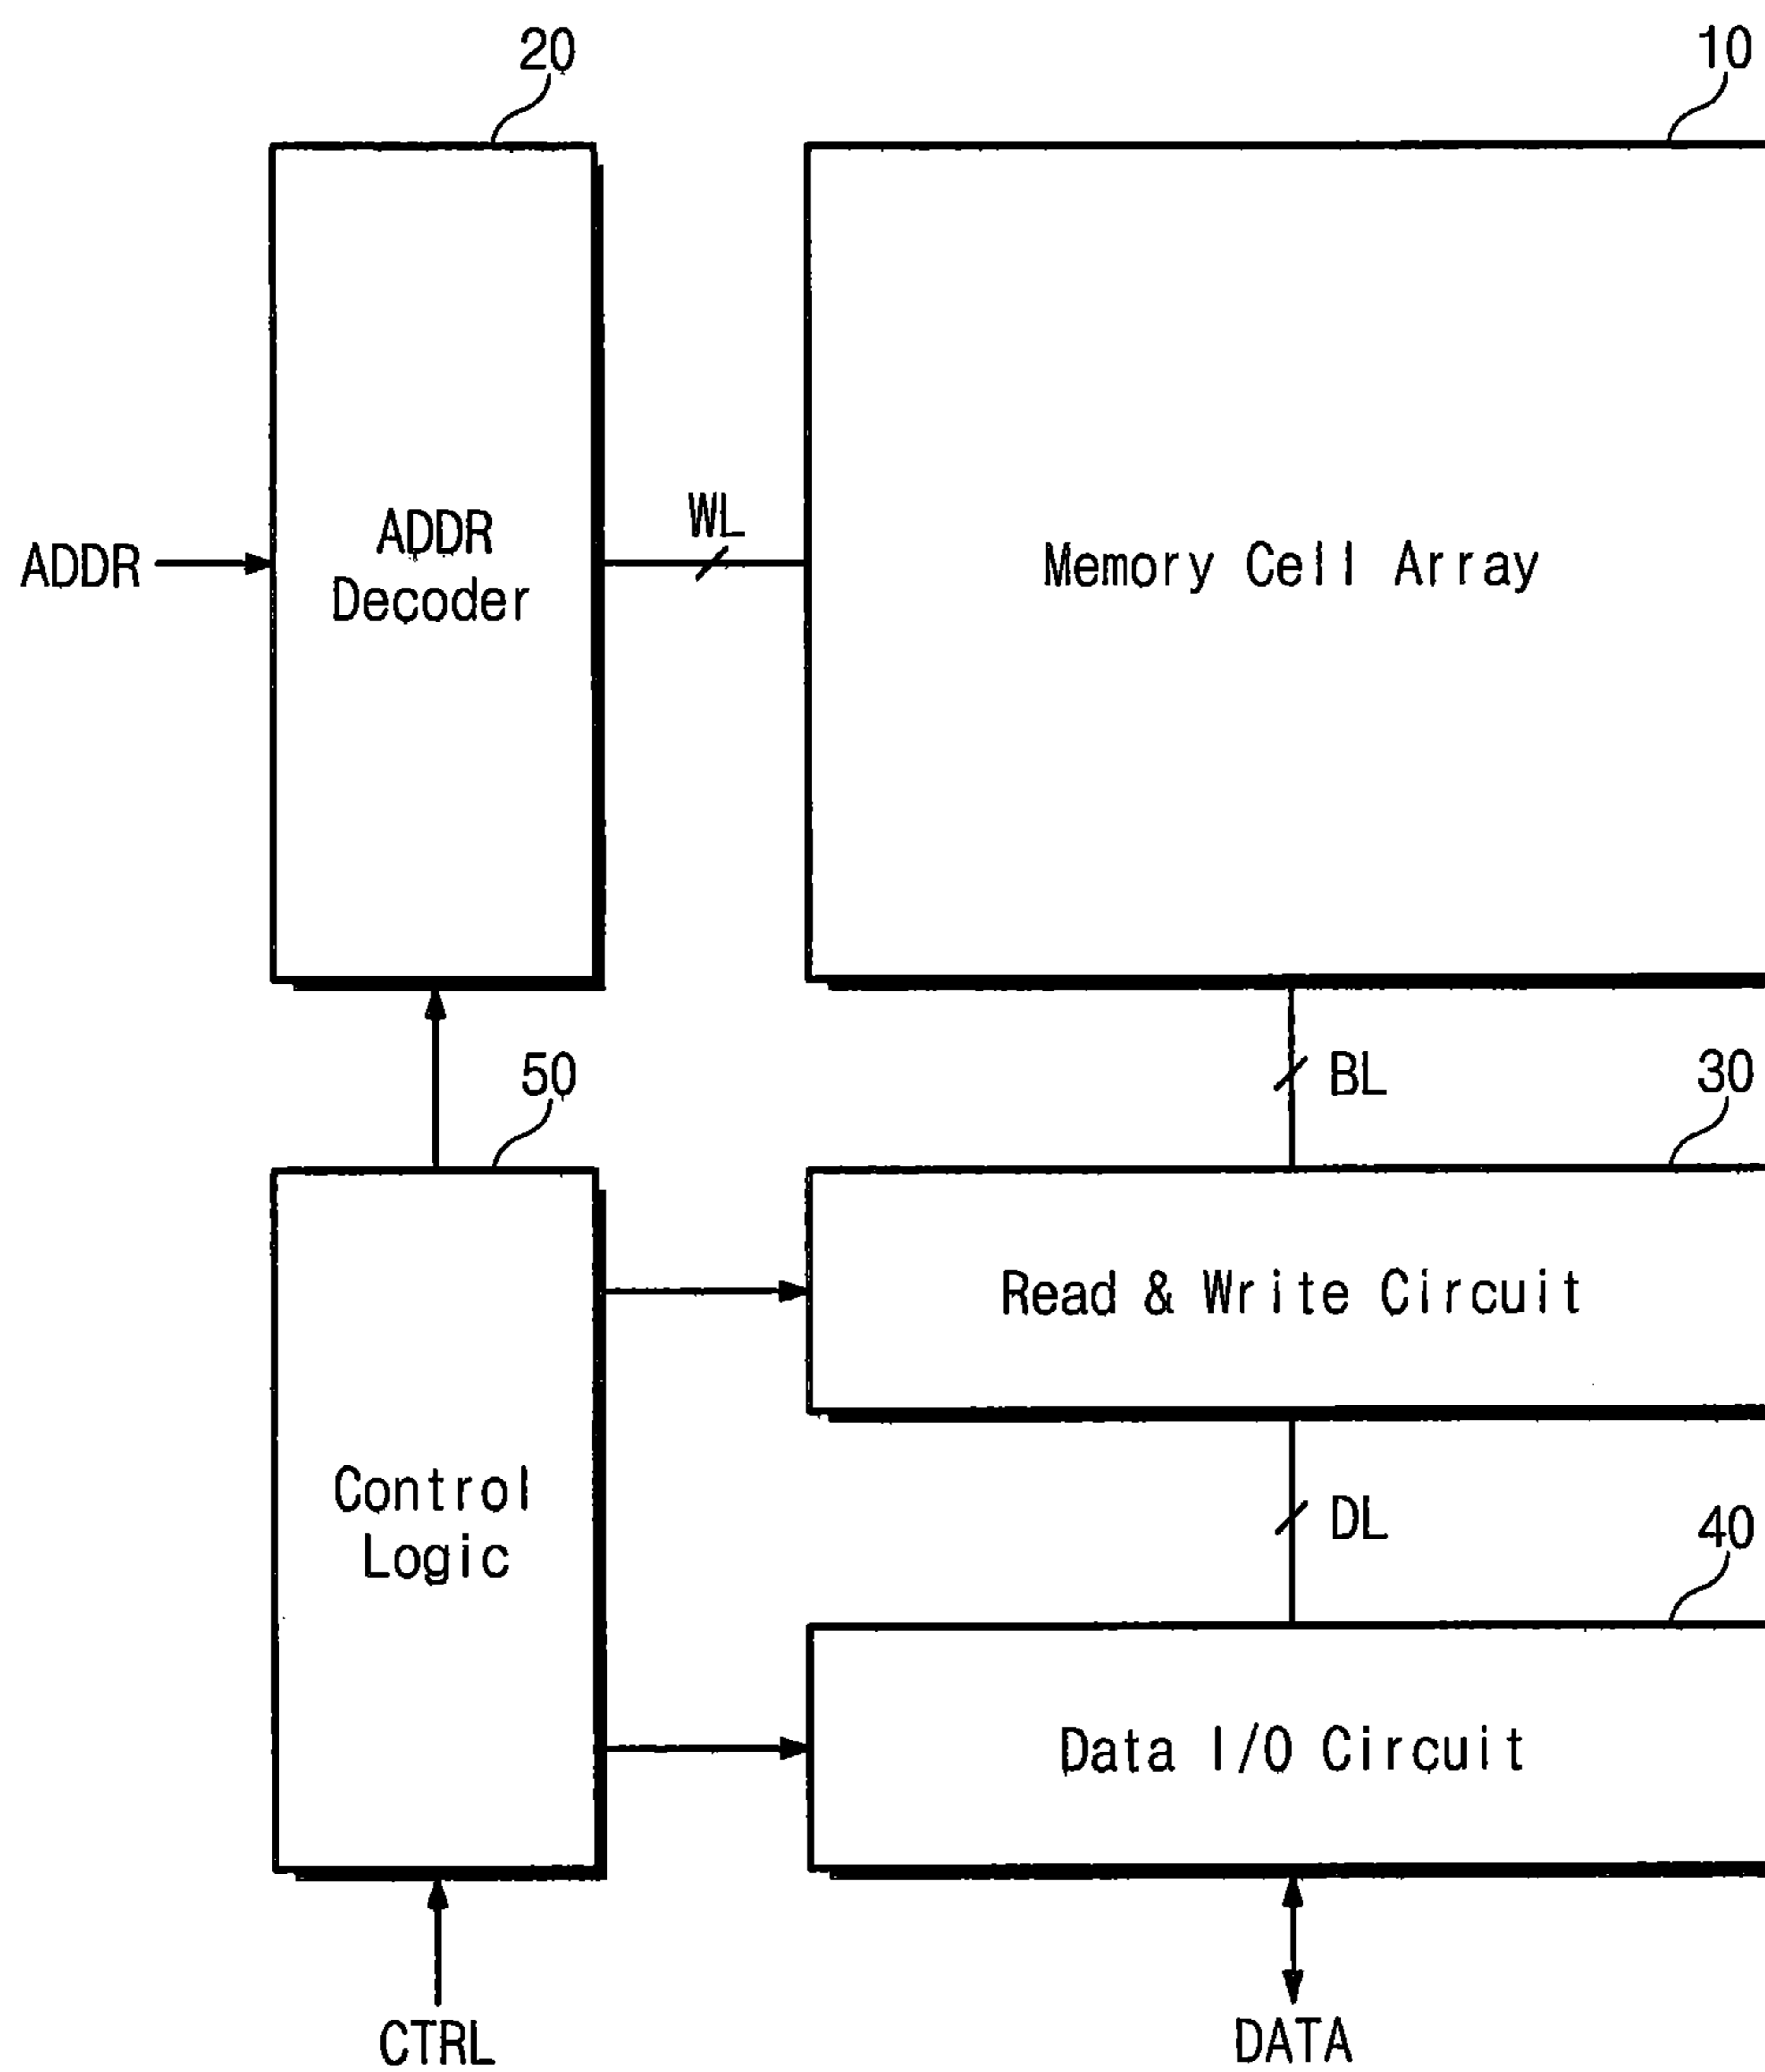 20
10
ADDR
ADDR
Decoder
WL
Memory Cell Array
50
BL
30
Read & Write Circuit
Control
Logic
DL
40
Data I/O Circuit
CTRL
DATA